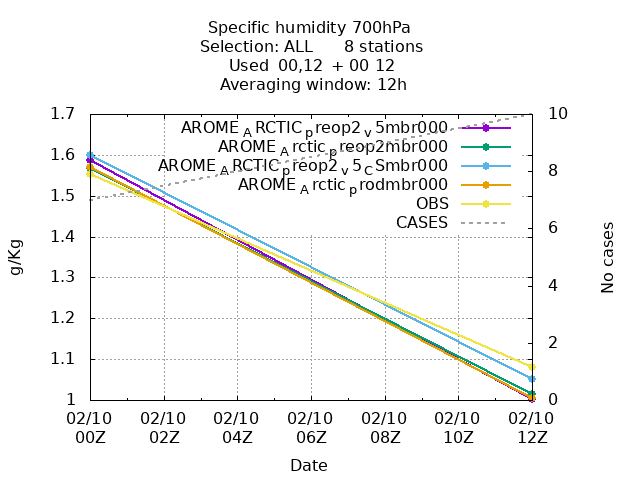 Specific humidity 700hPa
Selection: ALL 8 stations
Used 00,12 + 00 12
Averaging window: 12h
1.7
1.6
1.5
1.4
1.3
1.2
1.1
1
g/Kg
10
8
6
4
2
0
No cases
AROME_ARCTIC_preop2_v5mbr000
AROME_Arctic_preop2mbr000
AROME_ARCTIC_preop2_v5_CSmbr000
AROME_Arctic_prodmbr000
OBS
CASES
02/10 02/10 02/10 02/10 02/10 02/10 02/10
00Z 02Z 04Z 06Z 08Z 10Z 12Z
Date